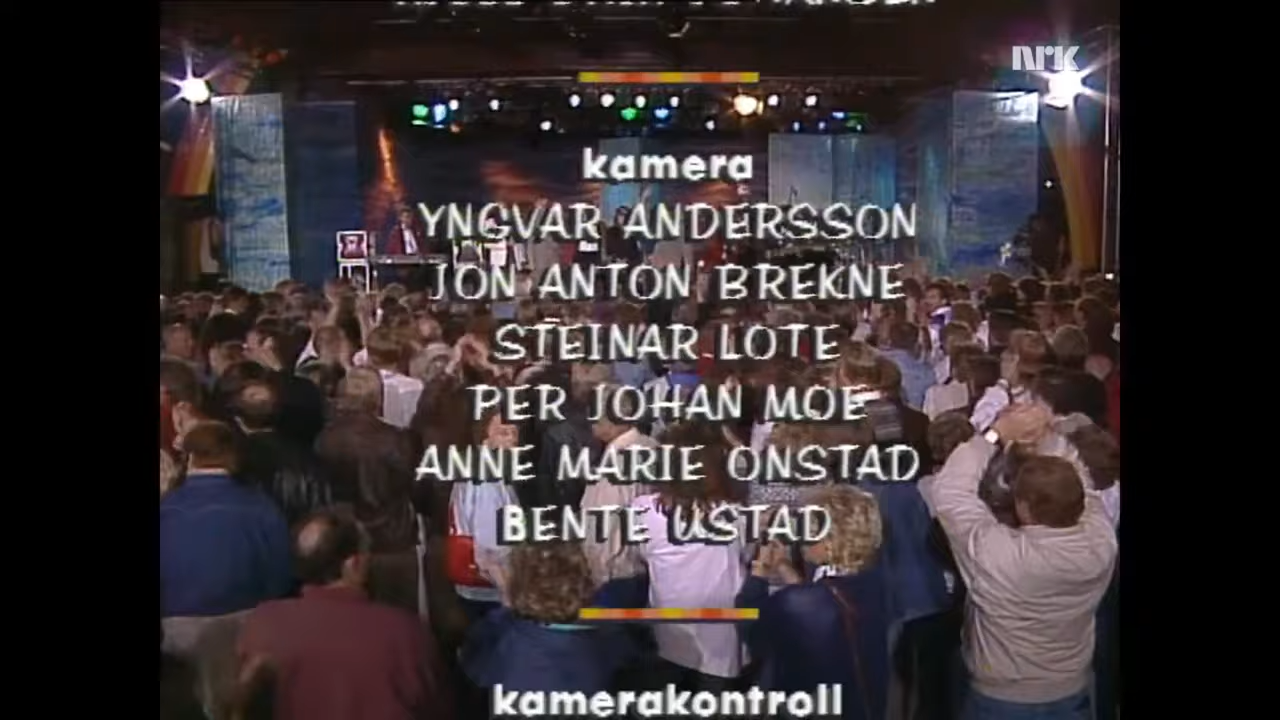 NRK
kamera
YNGVAR ANDERSSON
JON ANTON BREKNE
STEINAR LOTE
PER JOHAN MOE
ANNE MARIE ONSTAD
BENTE USTAD
kamerakontroll